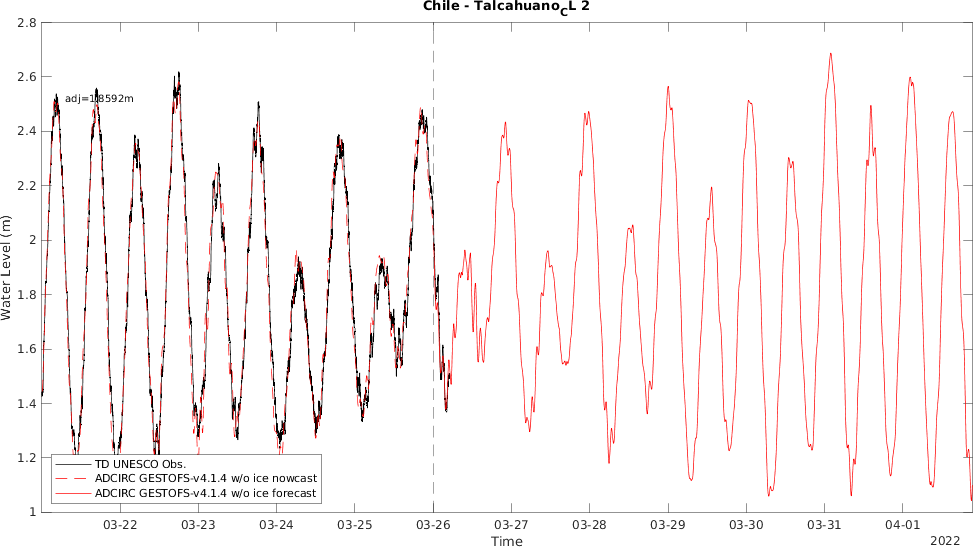 Chile - Talcahuano_CL 2
2.8
2.6
adj=1.8592m
2.4
2.2
2
1.8
1.6
1.4
1.2
1
Water Level (m)
TD UNESCO Obs.
ADCIRC GESTOFS-v4.1.4 w/o ice nowcast
ADCIRC GESTOFS-v4.1.4 w/o ice forecast
03-22 03-23 03-24 03-25 03-26 03-27 03-28 03-29 03-30 03-31 04-01
Time
2022